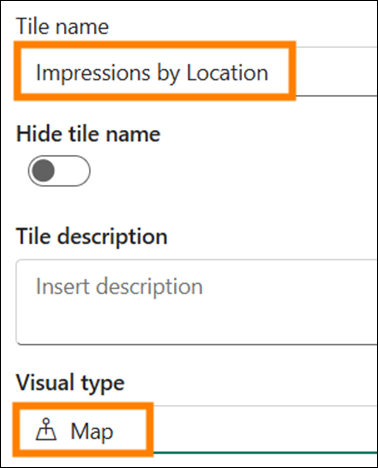 Tile name
Impressions by Location
Hide tile name
Tile description
Insert description
Visual type
Map